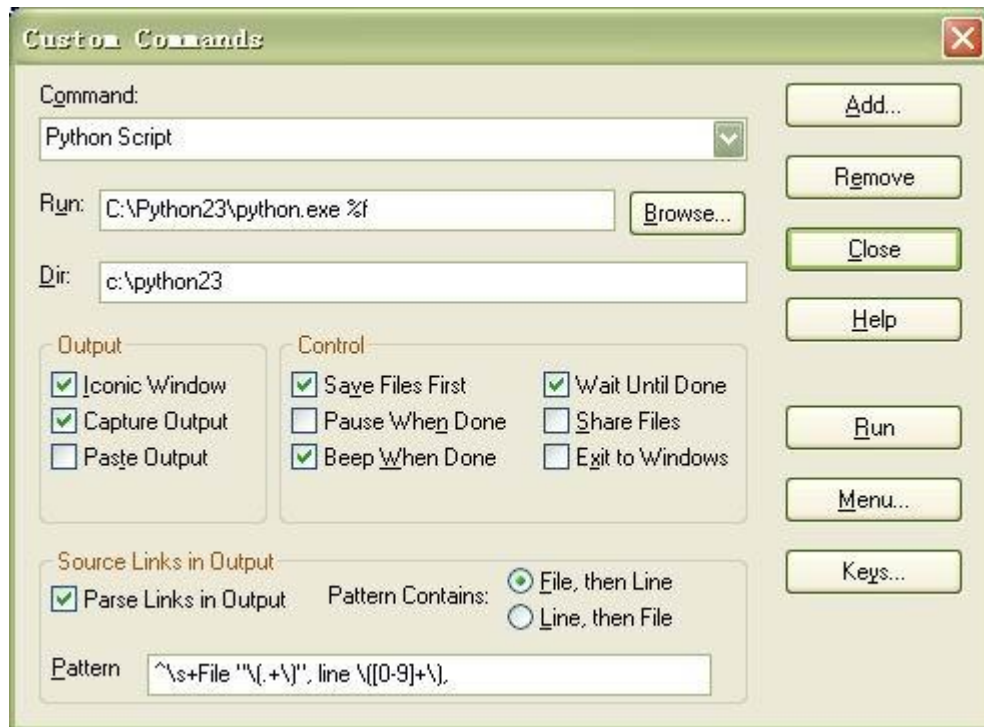 Custom Commands
Command:
Python Script
Add...
Remove
Run: C:\Python23\python.exe %f Browse...
Close
Dir: c:\python23
Help
Output
Iconic Window
Capture Output
Paste Output
Control
Save Files First
Pause When Done
Beep When Done
Wait Until Done
Share Files
Exit to Windows
Run
Menu...
Keys...
Source Links in Output
Parse Links in Output
Pattern Contains:
File, then Line
Line, then File
Pattern ^\s+File "\(.+\)", line \([0-9]+\),